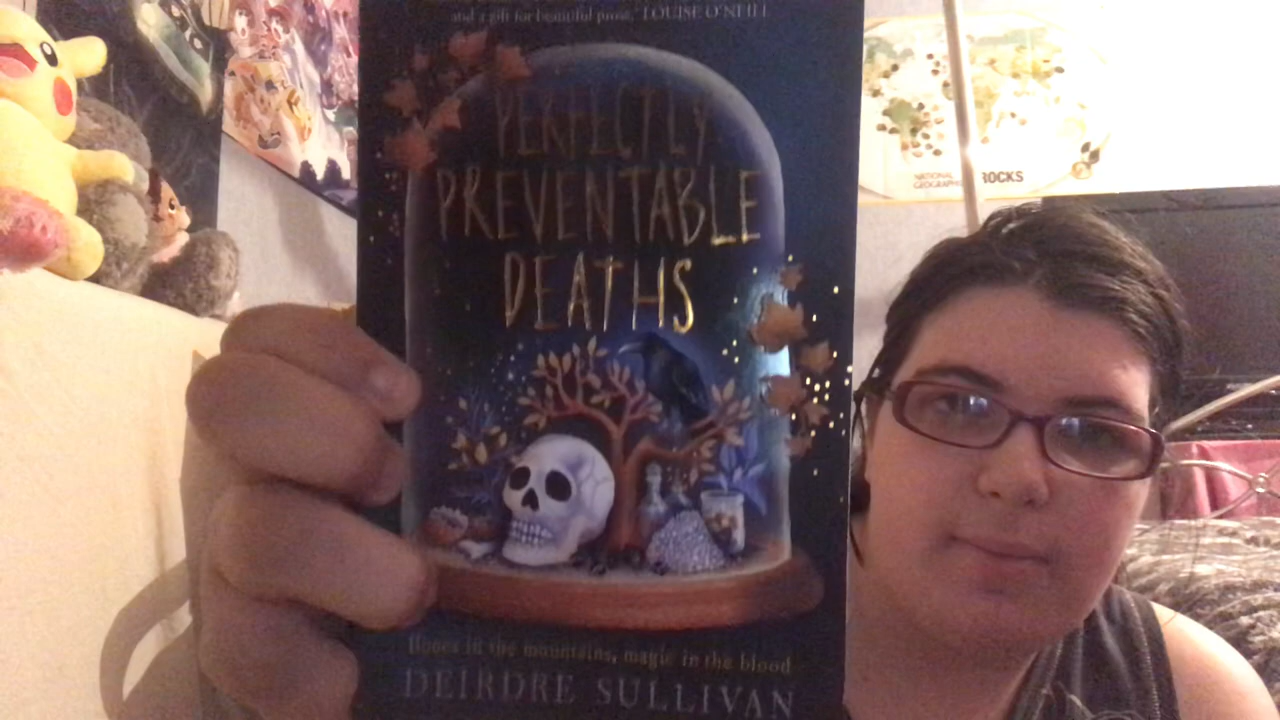 and a gift for beautiful prose,' LOUISE O'NEILL
PERFECTLY
PREVENTABLE
DEATHS
Bones in the mountains, magic in the blood
DEIRDRE SULLIVAN
NATIONAL
GEOGRAPHIC
ROCKS